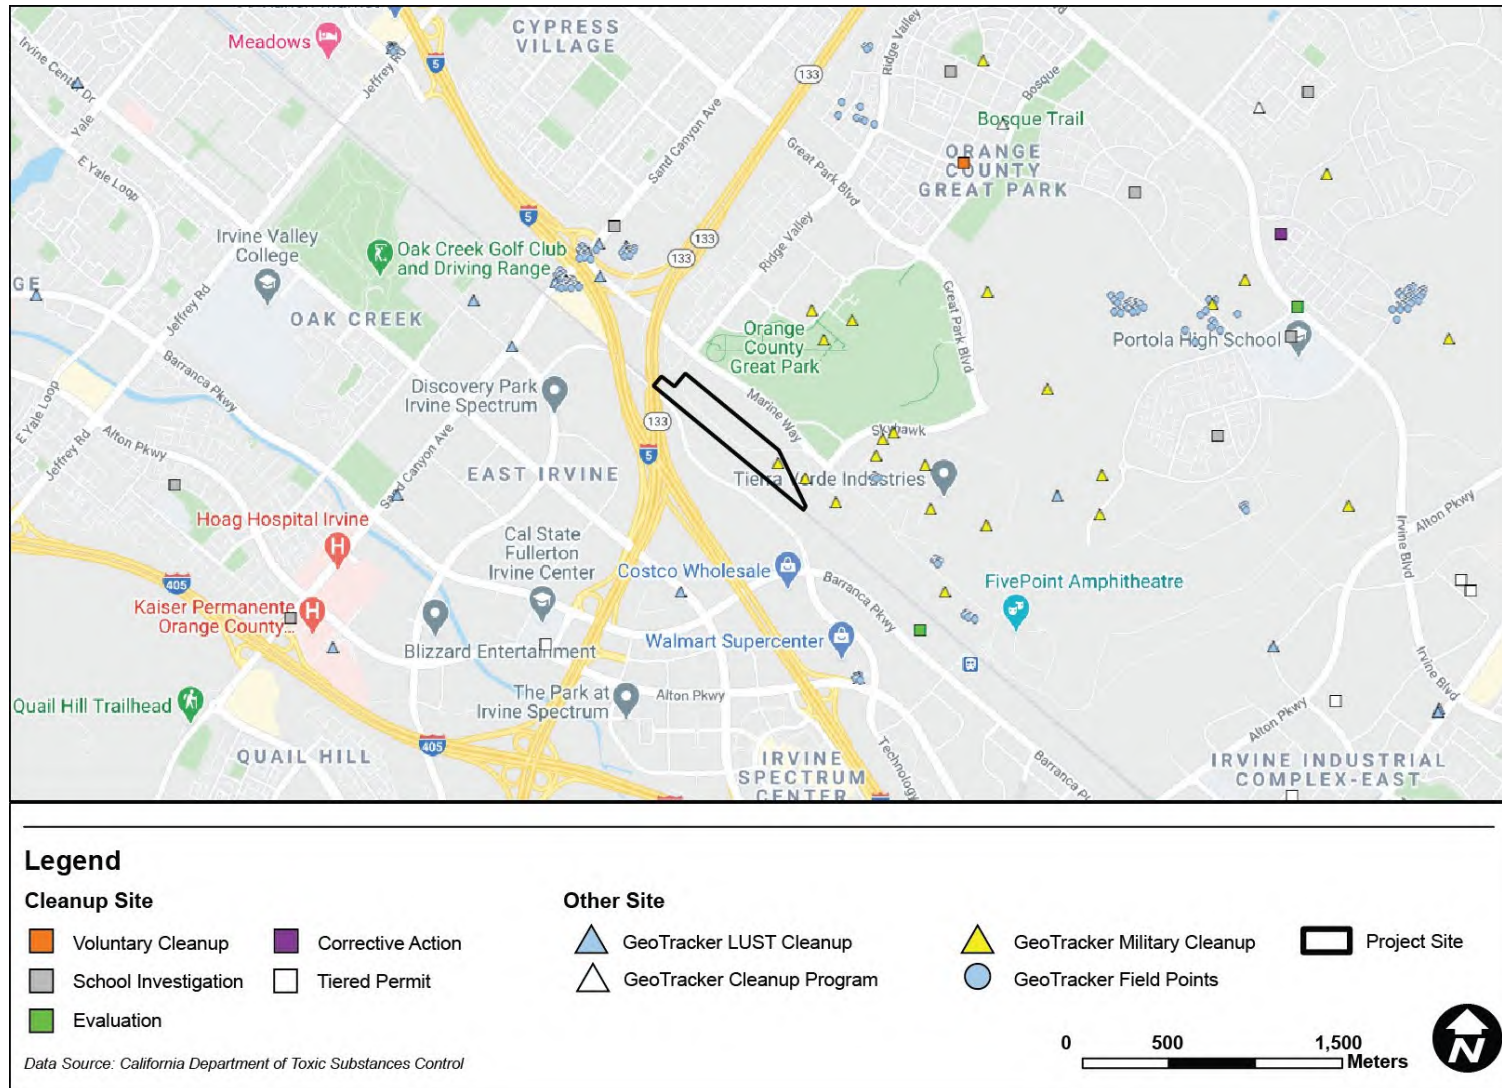 CYPRESS
VILLAGE
Meadows
Irvine Center Dr
Yale
Jeffrey Rd
5
133
Ridge Valley
Bosque
Bosque Trail
E Yale Loop
Sand Canyon Ave
Great Park Blvd
ORANGE
COUNTY
GREAT PARK
Irvine Valley
College
5
Oak Creek Golf Club
and Driving Range
133
133
Ridge Valley
GE
OAK CREEK
Jeffrey Rd
Great Park Blvd
Orange
County
Great Park
Portola High School
Barranca Pkwy
Discovery Park
Irvine Spectrum
E Yale Loop
Marine Way
133
Skyhawk
Alton Pkwy
Jeffrey Rd
5
EAST IRVINE
Sand Canyon Ave
Tierra Verde Industries
Hoag Hospital Irvine
Alton Pkwy
Irvine Blvd
Cal State
Fullerton
Irvine Center
405
Costco Wholesale
Barranca Pkwy
FivePoint Amphitheatre
Kaiser Permanente
Orange County...
Blizzard Entertainment
Walmart Supercenter
Quail Hill Trailhead
The Park at
Irvine Spectrum
Alton Pkwy
Irvine Blvd
Alton Pkwy
405
QUAIL HILL
Technology
Barranca
IRVINE
SPECTRUM
CENTER
IRVINE INDUSTRIAL
COMPLEX-EAST
Legend
Cleanup Site
Voluntary Cleanup
Corrective Action
School Investigation
Tiered Permit
Evaluation
Other Site
GeoTracker LUST Cleanup
GeoTracker Military Cleanup
Project Site
GeoTracker Cleanup Program
GeoTracker Field Points
Data Source: California Department of Toxic Substances Control
0 500 1,500
Meters
N